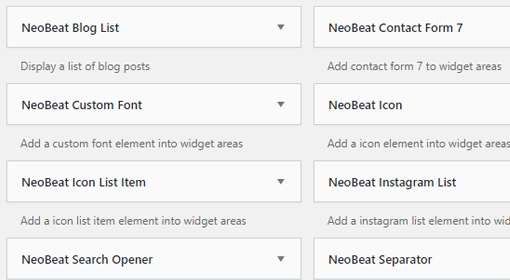 NeoBeat Blog List
NeoBeat Contact Form 7
Display a list of blog posts
Add contact form 7 to widget areas
NeoBeat Custom Font
NeoBeat Icon
Add a custom font element into widget areas
Add a icon element into widget areas
NeoBeat Icon List Item
NeoBeat Instagram List
Add a icon list item element into widget areas
Add a instagram list element into
NeoBeat Search Opener
NeoBeat Separator